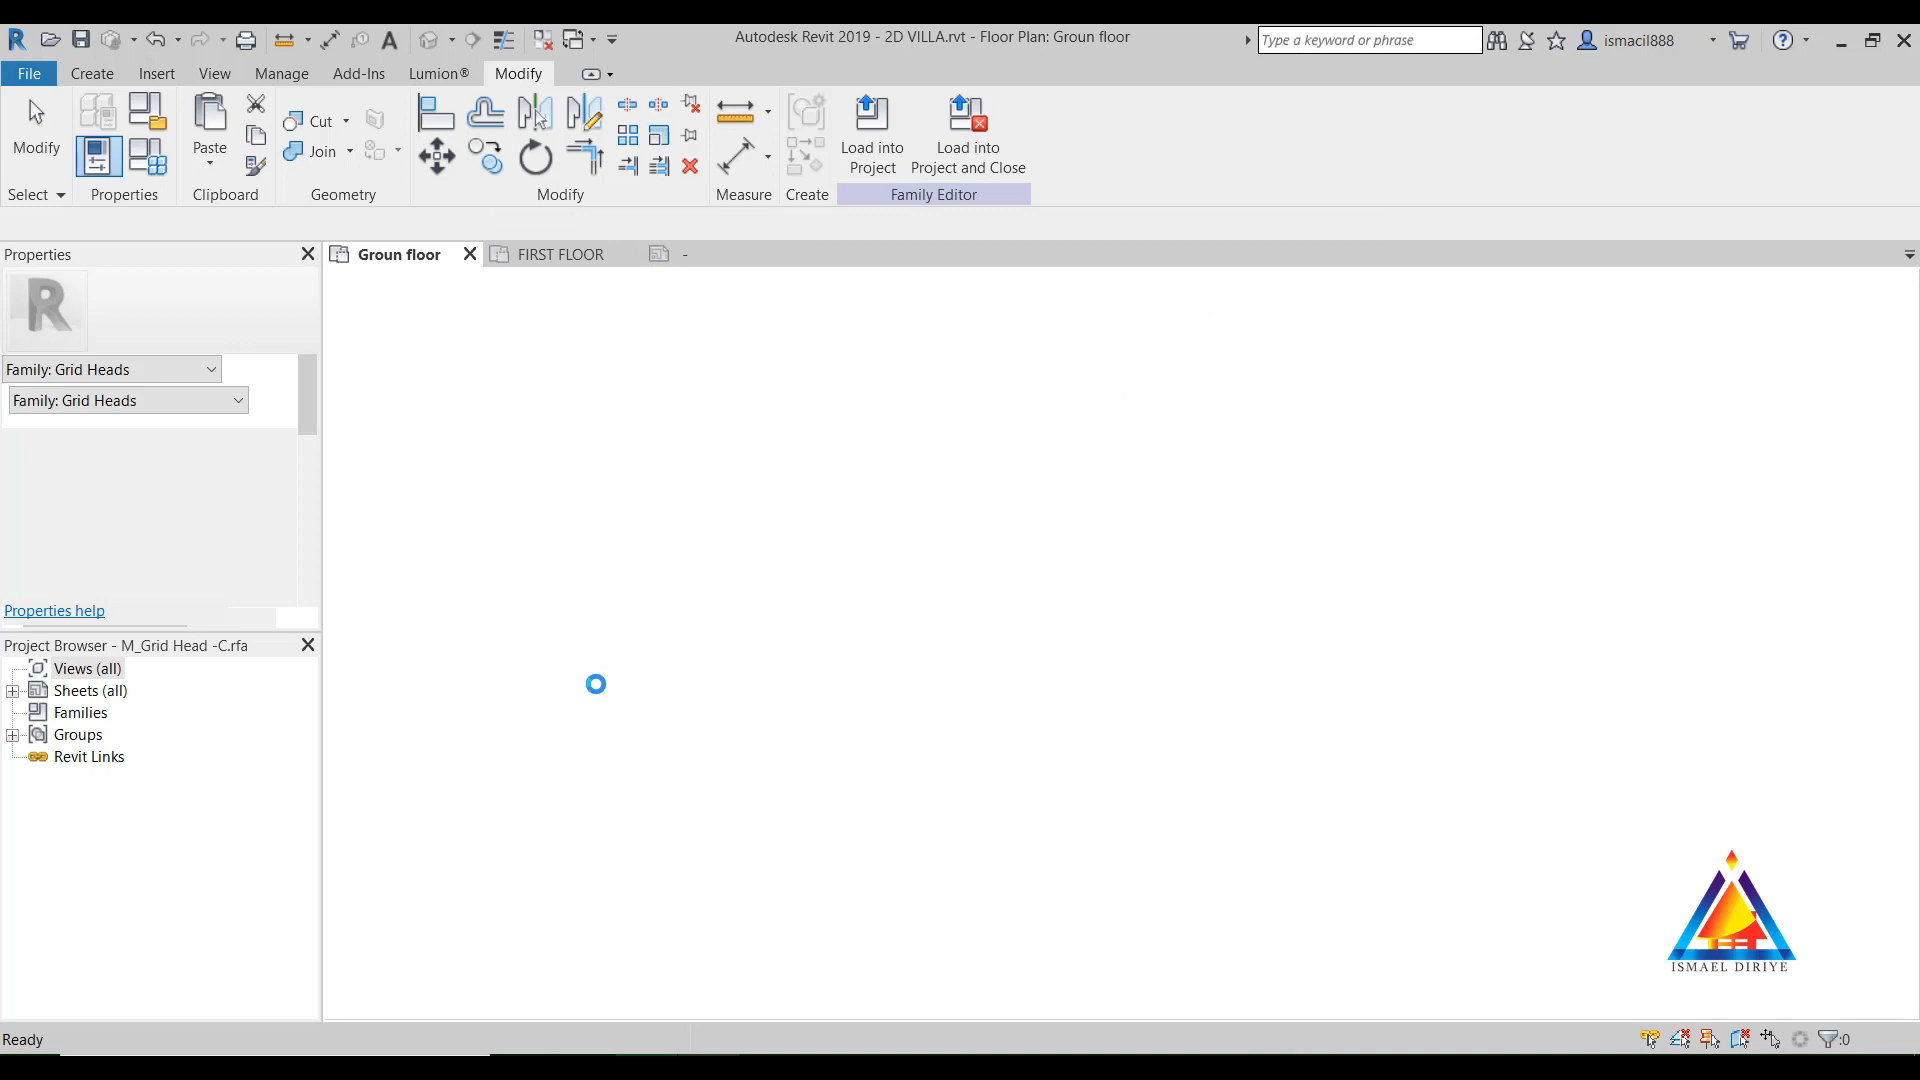 Autodesk Revit 2019 - 2D VILLA.rvt - Floor Plan: Groun floor
Type a keyword or phrase
ismacil888
File Create Insert View Manage Add-Ins Lumion® Modify
Modify
Paste
Cut
Join
Load into Project
Load into Project and Close
Select Properties Clipboard Geometry Modify Measure Create Family Editor
Properties
Groun floor
FIRST FLOOR
-
Family: Grid Heads
Family: Grid Heads
Properties help
Project Browser - M_Grid Head -C.rfa
Views (all)
Sheets (all)
Families
Groups
Revit Links
ISMAEL DIRIYE
Ready
:0